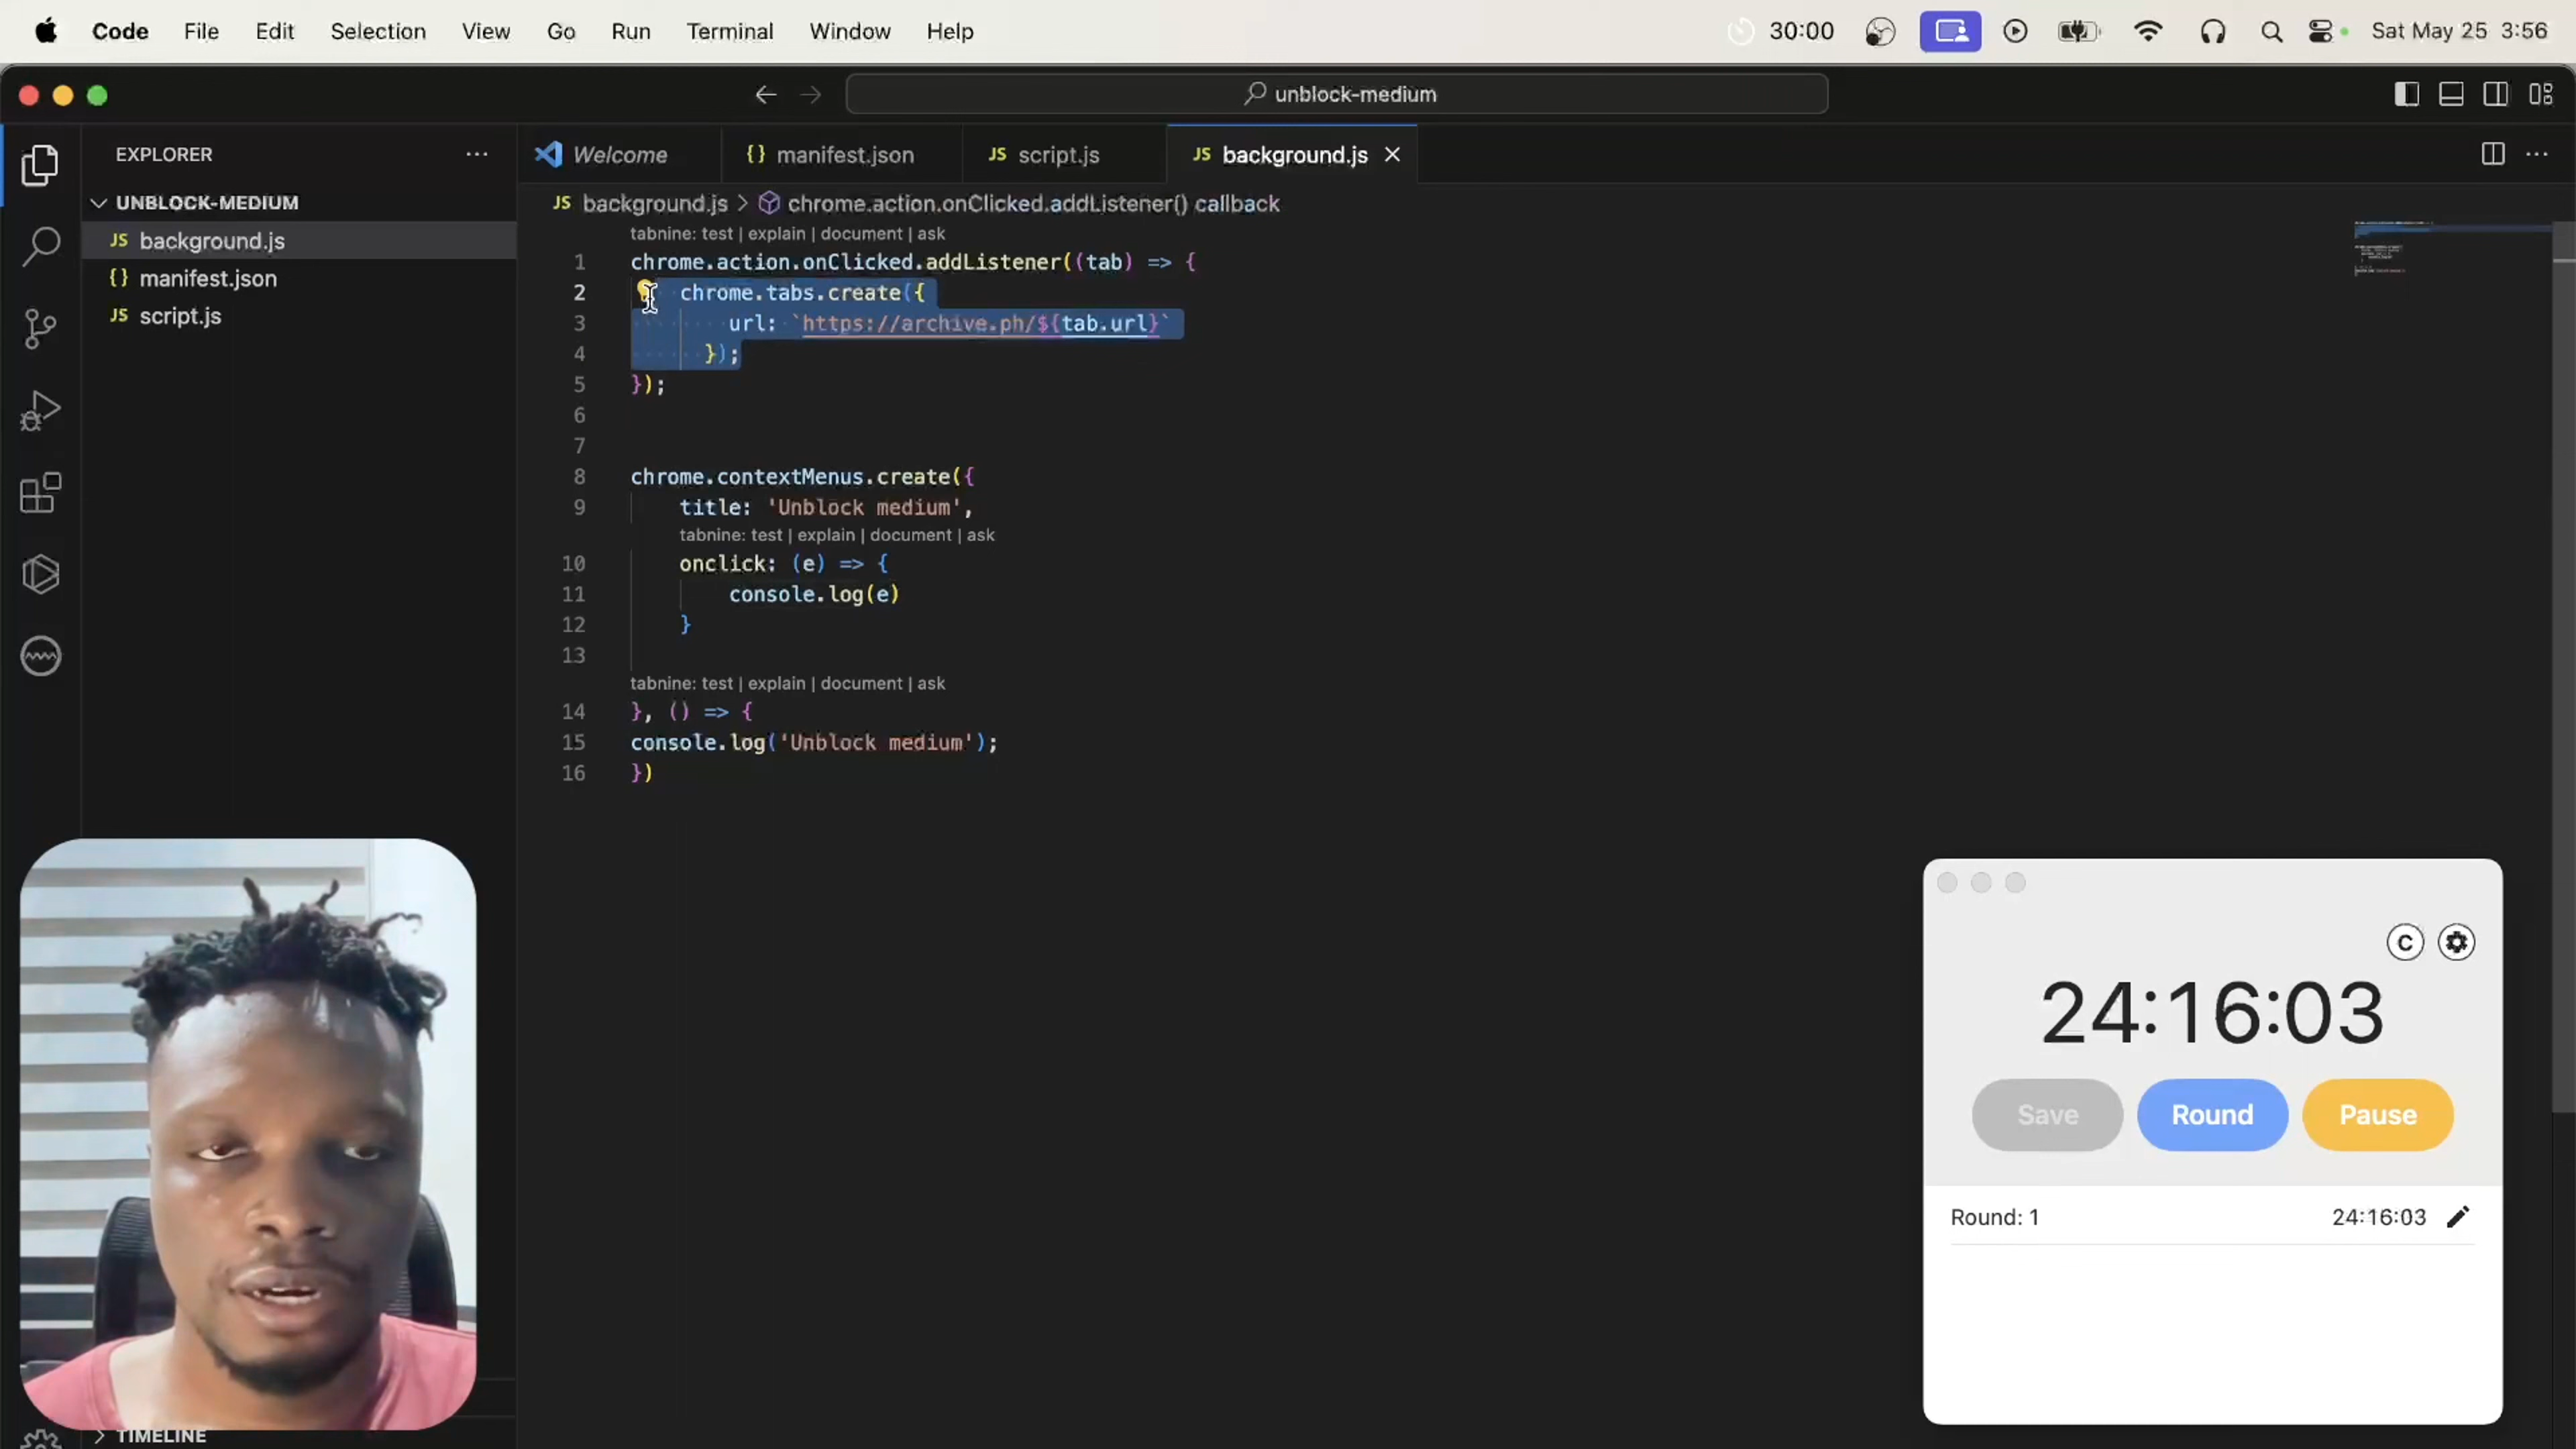 Code File Edit Selection View Go Run Terminal Window Help 30:00 Sat May 25 3:56
unblock-medium
EXPLORER
UNBLOCK-MEDIUM
JS background.js
{} manifest.json
JS script.js
TIMELINE
Welcome {} manifest.json JS script.js JS background.js
JS background.js > chrome.action.onClicked.addListener() callback
tabnine: test | explain | document | ask
1 chrome.action.onClicked.addListener((tab) => {
2 chrome.tabs.create({
3 url: `https://archive.ph/${tab.url}`
4 });
5 });
6
7
8 chrome.contextMenus.create({
9 title: 'Unblock medium',
tabnine: test | explain | document | ask
10 onclick: (e) => {
11 console.log(e)
12 }
13
tabnine: test | explain | document | ask
14 }, () => {
15 console.log('Unblock medium');
16 })
C
24:16:03
Save Round Pause
Round: 1 24:16:03